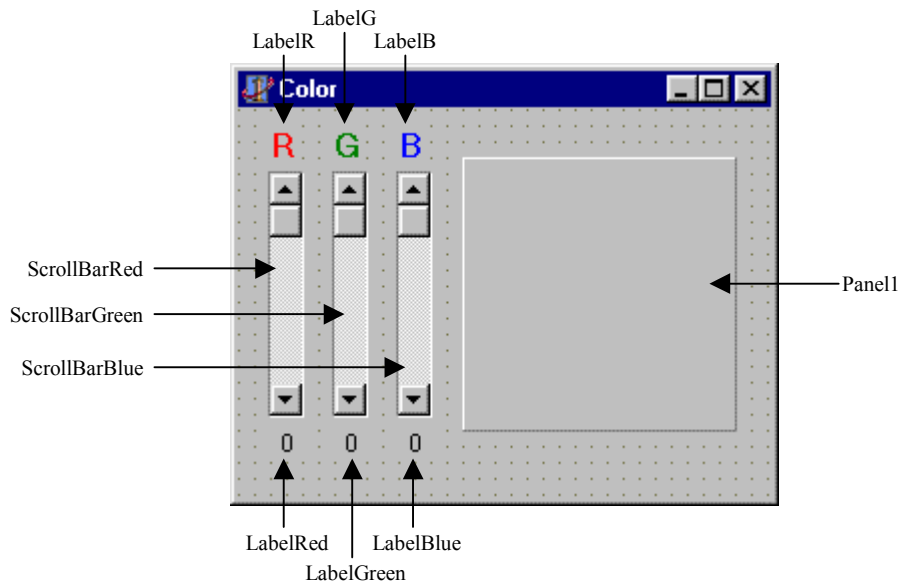 LabelG
LabelR
LabelB
Color
R G B
ScrollBarRed
Panel1
ScrollBarGreen
ScrollBarBlue
0 0 0
LabelRed
LabelBlue
LabelGreen